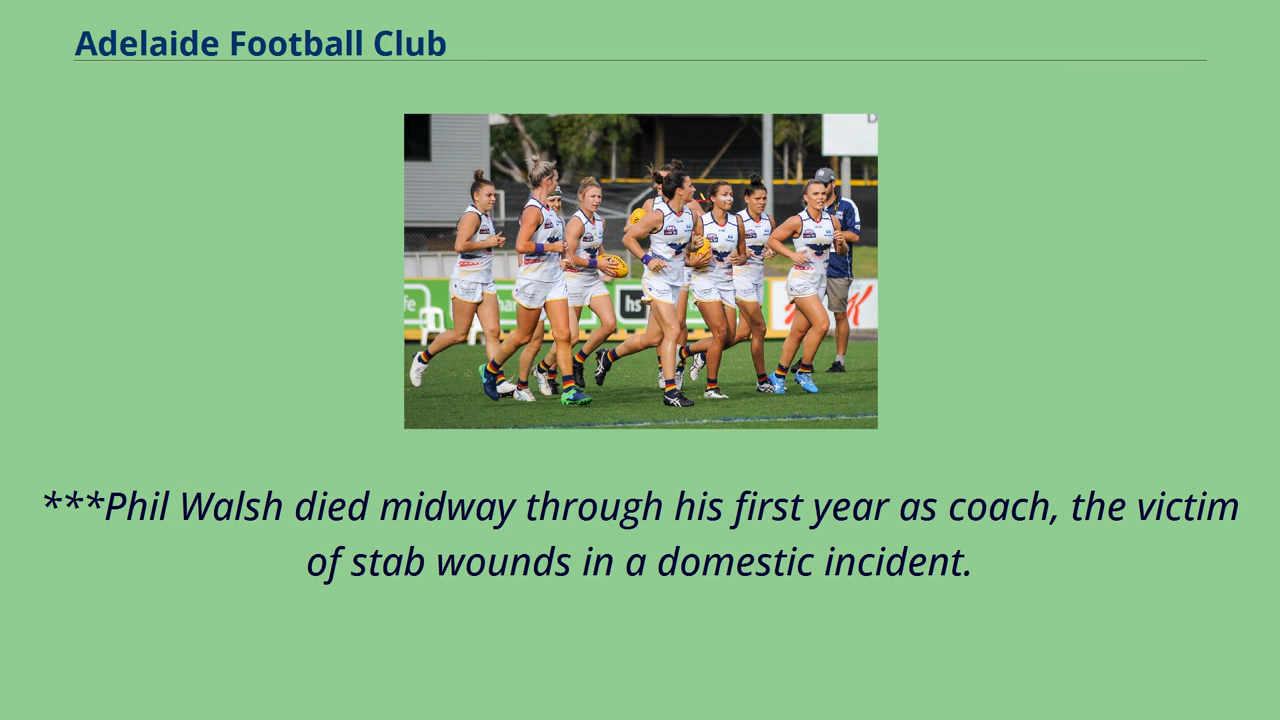 Adelaide Football Club
***Phil Walsh died midway through his first year as coach, the victim
of stab wounds in a domestic incident.
hs